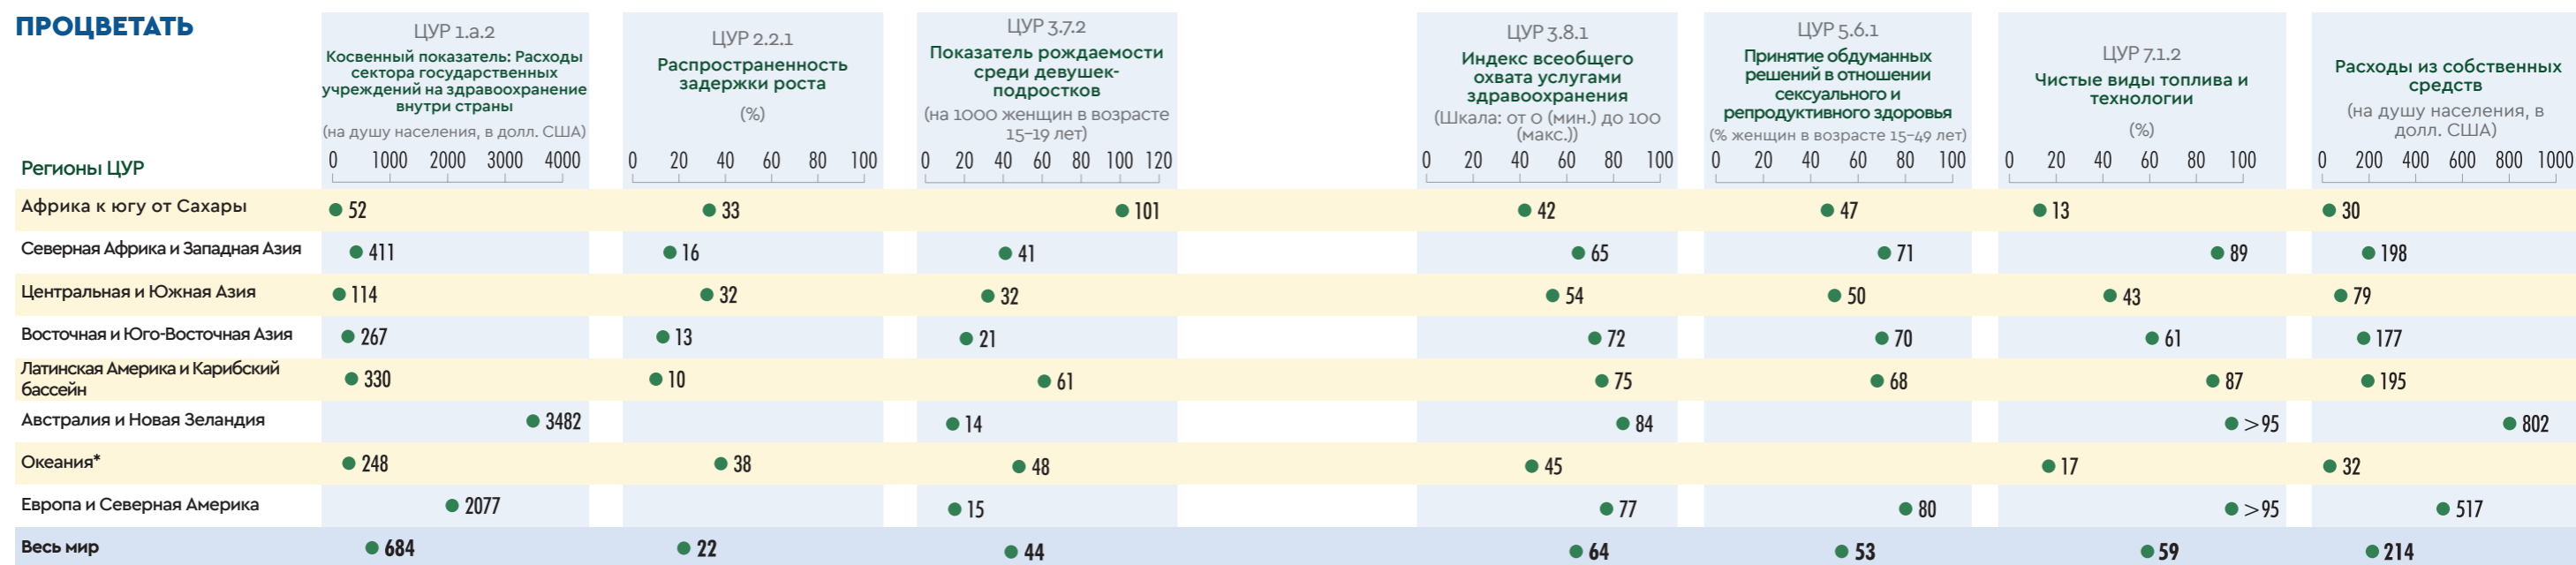 ПРОЦВЕТАТЬ
ЦУР 1.a.2
Косвенный показатель: Расходы
сектора государственных
учреждений на здравоохранение
внутри страны
(на душу населения, в долл. США)
0 1000 2000 3000 4000
ЦУР 2.2.1
Распространенность
задержки роста
(%)
0 20 40 60 80 100
ЦУР 3.7.2
Показатель рождаемости
среди девушек-
подростков
(на 1000 женщин в возрасте
15–19 лет)
0 20 40 60 80 100 120
ЦУР 3.8.1
Индекс всеобщего
охвата услугами
здравоохранения
(Шкала: от 0 (мин.) до 100
(макс.))
0 20 40 60 80 100
ЦУР 5.6.1
Принятие обдуманных
решений в отношении
сексуального и
репродуктивного здоровья
(% женщин в возрасте 15–49 лет)
0 20 40 60 80 100
ЦУР 7.1.2
Чистые виды топлива и
технологии
(%)
0 20 40 60 80 100
Расходы из собственных
средств
(на душу населения, в
долл. США)
0 200 400 600 800 1000
Регионы ЦУР
Африка к югу от Сахары 52 33 101 42 47 13 30
Северная Африка и Западная Азия 411 16 41 65 71 89 198
Центральная и Южная Азия 114 32 32 54 50 43 79
Восточная и Юго-Восточная Азия 267 13 21 72 70 61 177
Латинская Америка и Карибский
бассейн 330 10 61 75 68 87 195
Австралия и Новая Зеландия 3482 14 84 >95 802
Океания* 248 38 48 45 17 32
Европа и Северная Америка 2077 15 77 80 >95 517
Весь мир 684 22 44 64 53 59 214